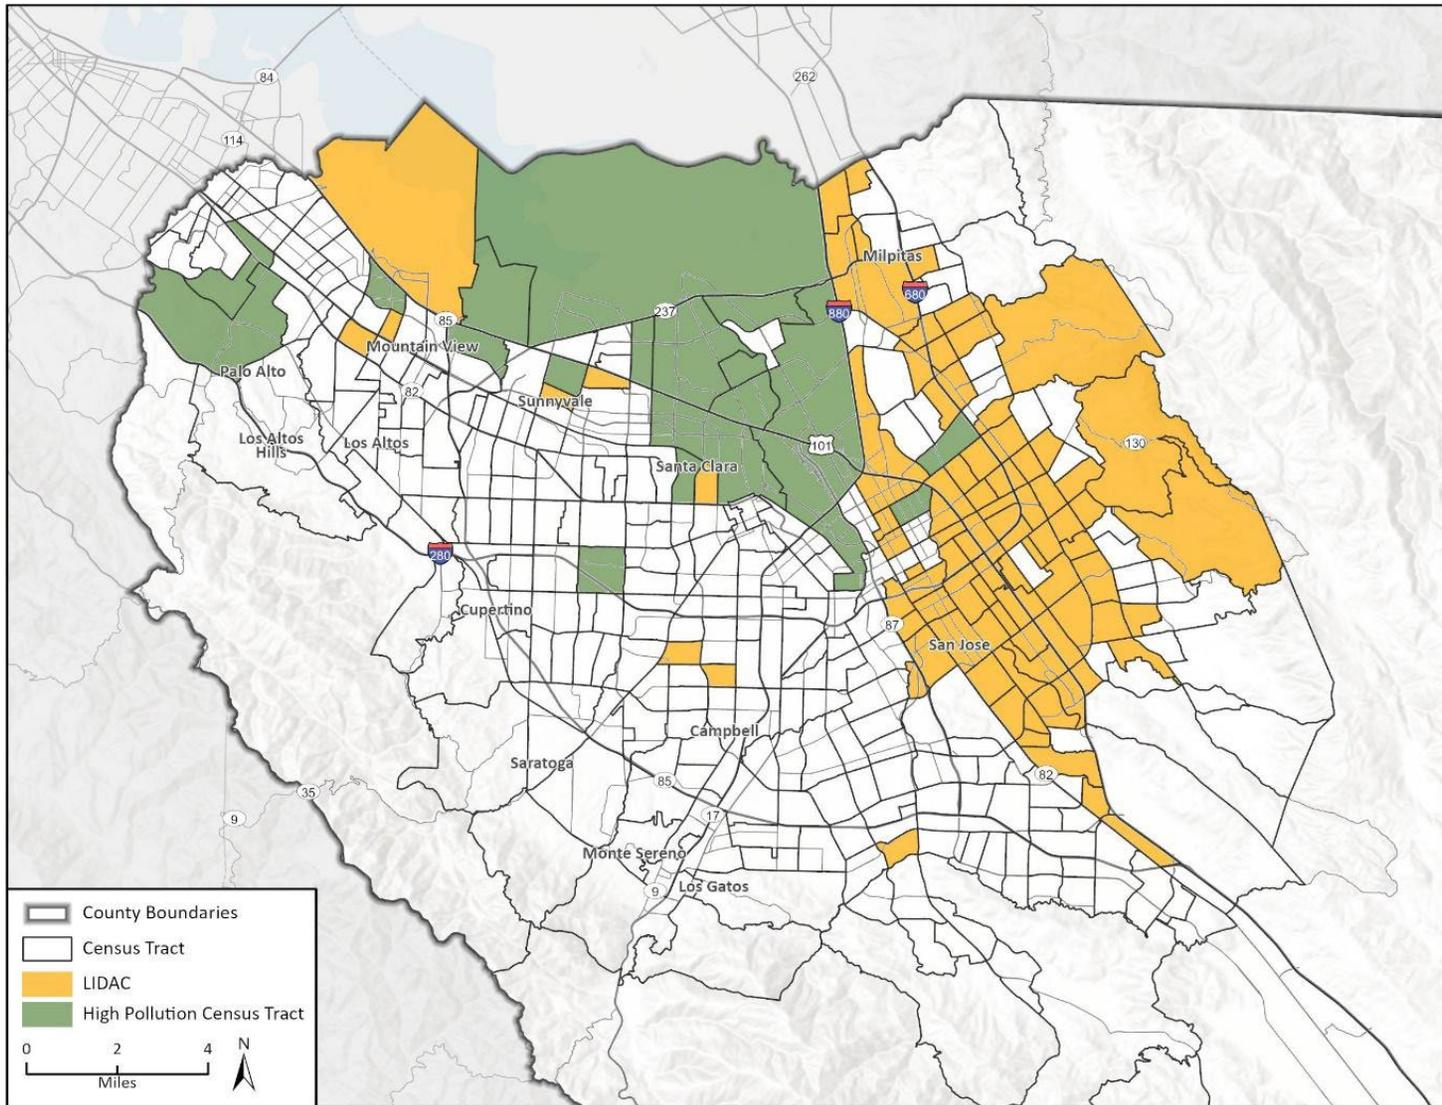 84
262
114
Milpitas
680
237
880
85
Mountain View
Palo Alto
82
Sunnyvale
Los Altos
Hills
Los Altos
101
130
Santa Clara
280
Cupertino
87
San Jose
Campbell
Saratoga
85
82
35
9
17
Monte Sereno
9
Los Gatos
County Boundaries
Census Tract
LIDAC
High Pollution Census Tract
0 2 4
Miles
N